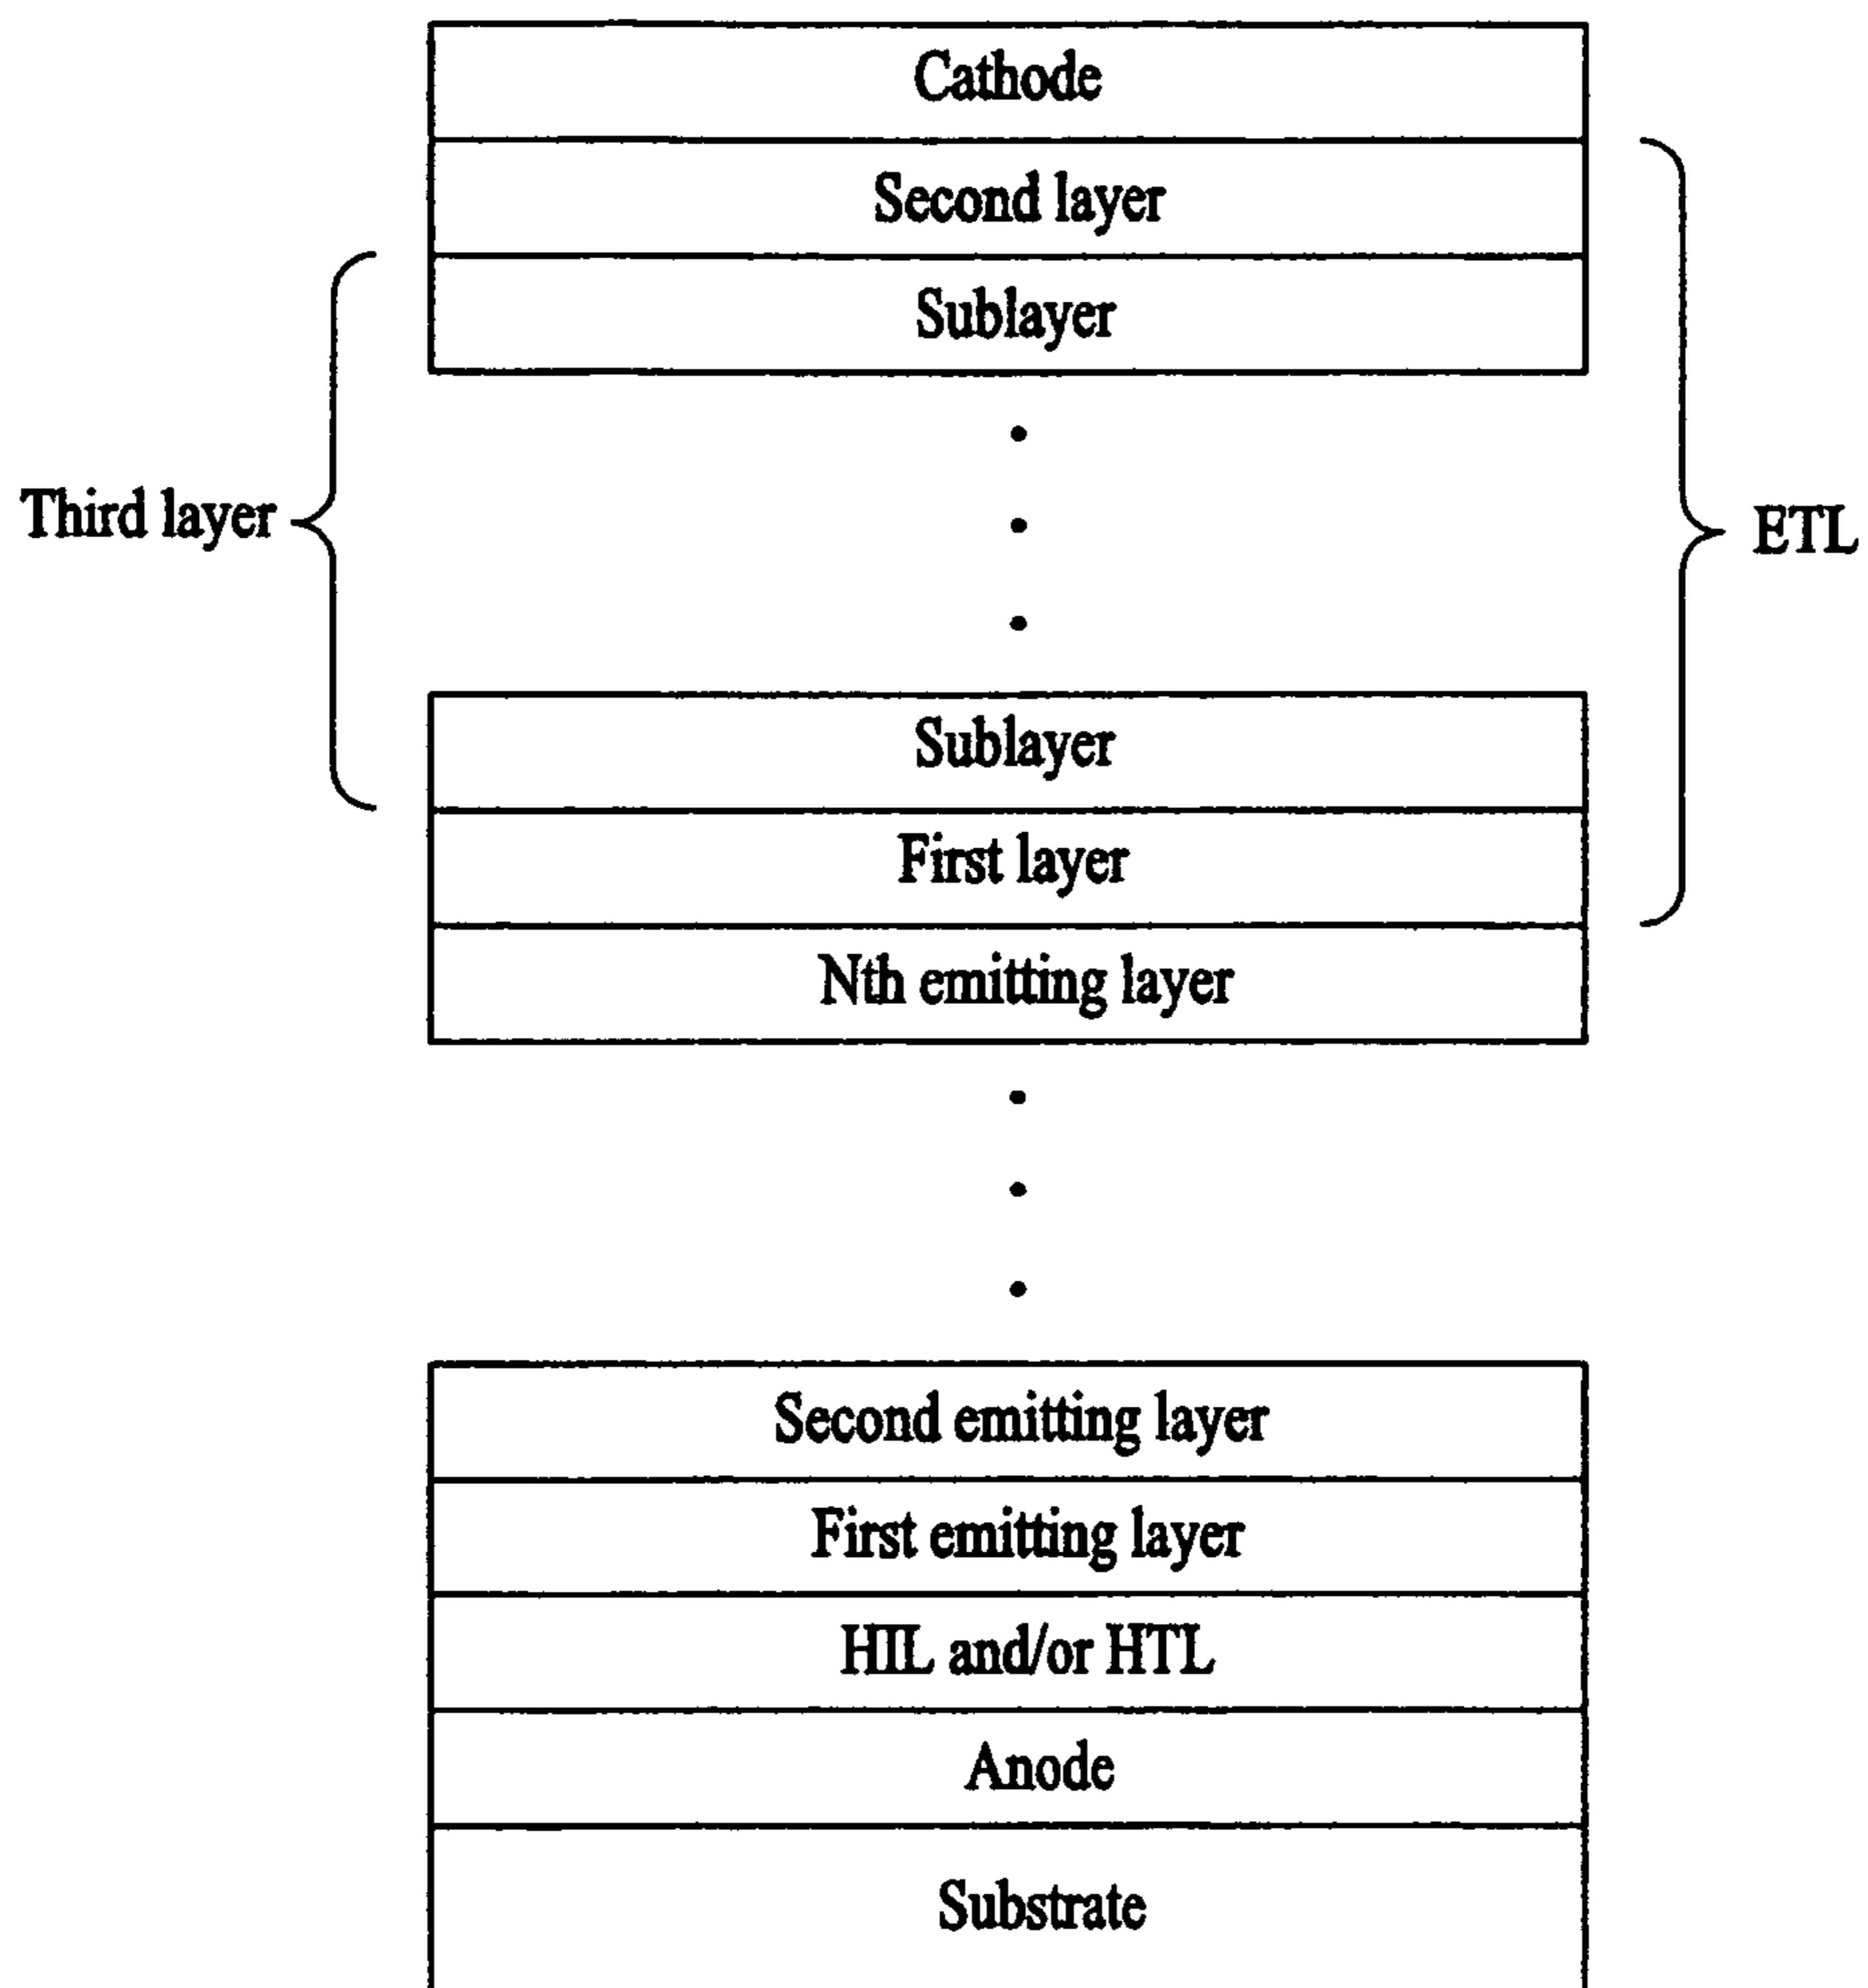 Cathode
Second layer
Sublayer
Third layer
ETL
Sublayer
First layer
Nth emitting layer
Second emitting layer
First emitting layer
HIL and/or HTL
Anode
Substrate